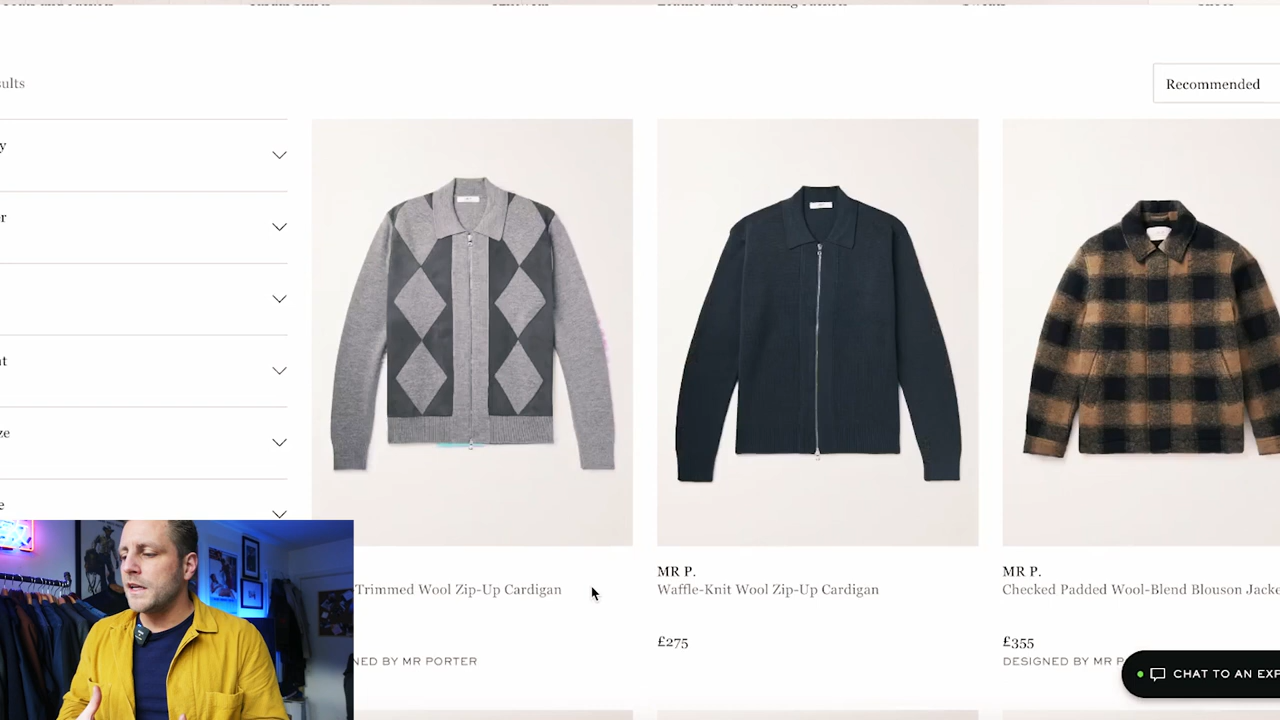 Recommended
Trimmed Wool Zip-Up Cardigan
NED BY MR PORTER
MR P.
Waffle-Knit Wool Zip-Up Cardigan
£275
MR P.
Checked Padded Wool-Blend Blouson Jacke
£355
DESIGNED BY MR P
CHAT TO AN EXP